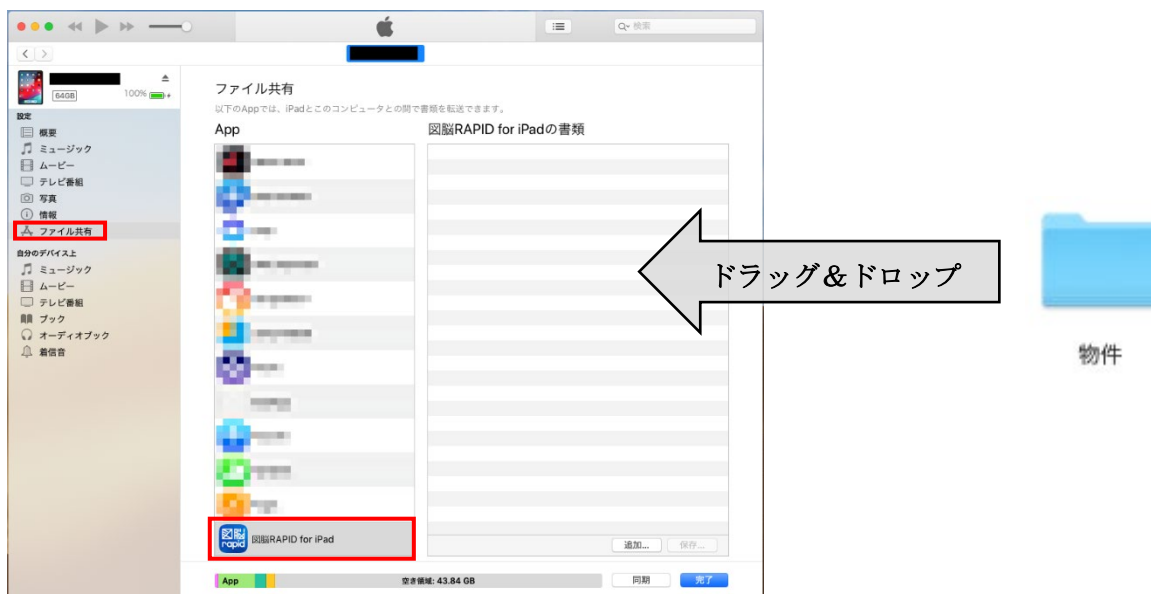 検索
64GB
100%
設定
概要
ミュージック
ムービー
テレビ番組
写真
情報
ファイル共有
自分のデバイス上
ミュージック
ムービー
テレビ番組
ブック
オーディオブック
着信音
ファイル共有
以下のAppでは、iPadとこのコンピュータとの間で書類を転送できます。
App
図脳RAPID for iPadの書類
図脳
rapid
図脳RAPID for iPad
追加...
保存...
App
空き領域: 43.84 GB
同期
完了
ドラッグ＆ドロップ
物件